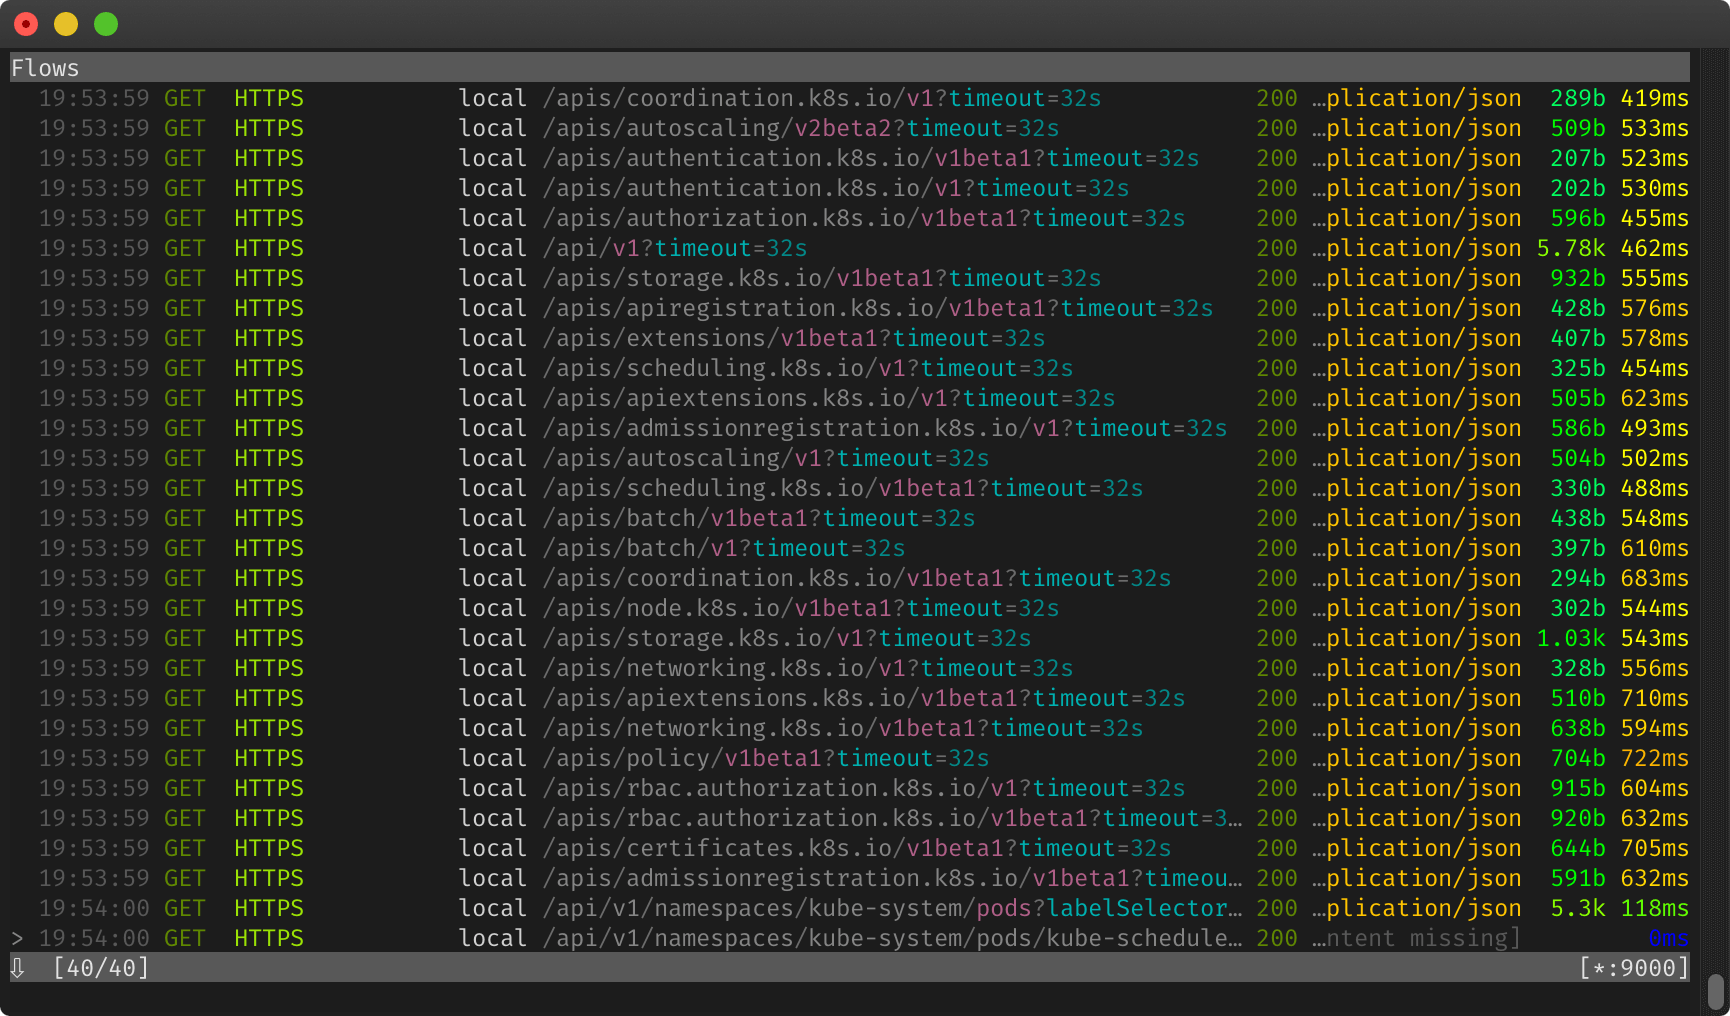 Flows
19:53:59 GET HTTPS local /apis/coordination.k8s.io/v1?timeout=32s 200 …plication/json 289b 419ms
19:53:59 GET HTTPS local /apis/autoscaling/v2beta2?timeout=32s 200 …plication/json 509b 533ms
19:53:59 GET HTTPS local /apis/authentication.k8s.io/v1beta1?timeout=32s 200 …plication/json 207b 523ms
19:53:59 GET HTTPS local /apis/authentication.k8s.io/v1?timeout=32s 200 …plication/json 202b 530ms
19:53:59 GET HTTPS local /apis/authorization.k8s.io/v1beta1?timeout=32s 200 …plication/json 596b 455ms
19:53:59 GET HTTPS local /api/v1?timeout=32s 200 …plication/json 5.78k 462ms
19:53:59 GET HTTPS local /apis/storage.k8s.io/v1beta1?timeout=32s 200 …plication/json 932b 555ms
19:53:59 GET HTTPS local /apis/apiregistration.k8s.io/v1beta1?timeout=32s 200 …plication/json 428b 576ms
19:53:59 GET HTTPS local /apis/extensions/v1beta1?timeout=32s 200 …plication/json 407b 578ms
19:53:59 GET HTTPS local /apis/scheduling.k8s.io/v1?timeout=32s 200 …plication/json 325b 454ms
19:53:59 GET HTTPS local /apis/apiextensions.k8s.io/v1?timeout=32s 200 …plication/json 505b 623ms
19:53:59 GET HTTPS local /apis/admissionregistration.k8s.io/v1?timeout=32s 200 …plication/json 586b 493ms
19:53:59 GET HTTPS local /apis/autoscaling/v1?timeout=32s 200 …plication/json 504b 502ms
19:53:59 GET HTTPS local /apis/scheduling.k8s.io/v1beta1?timeout=32s 200 …plication/json 330b 488ms
19:53:59 GET HTTPS local /apis/batch/v1beta1?timeout=32s 200 …plication/json 438b 548ms
19:53:59 GET HTTPS local /apis/batch/v1?timeout=32s 200 …plication/json 397b 610ms
19:53:59 GET HTTPS local /apis/coordination.k8s.io/v1beta1?timeout=32s 200 …plication/json 294b 683ms
19:53:59 GET HTTPS local /apis/node.k8s.io/v1beta1?timeout=32s 200 …plication/json 302b 544ms
19:53:59 GET HTTPS local /apis/storage.k8s.io/v1?timeout=32s 200 …plication/json 1.03k 543ms
19:53:59 GET HTTPS local /apis/networking.k8s.io/v1?timeout=32s 200 …plication/json 328b 556ms
19:53:59 GET HTTPS local /apis/apiextensions.k8s.io/v1beta1?timeout=32s 200 …plication/json 510b 710ms
19:53:59 GET HTTPS local /apis/networking.k8s.io/v1beta1?timeout=32s 200 …plication/json 638b 594ms
19:53:59 GET HTTPS local /apis/policy/v1beta1?timeout=32s 200 …plication/json 704b 722ms
19:53:59 GET HTTPS local /apis/rbac.authorization.k8s.io/v1?timeout=32s 200 …plication/json 915b 604ms
19:53:59 GET HTTPS local /apis/rbac.authorization.k8s.io/v1beta1?timeout=3… 200 …plication/json 920b 632ms
19:53:59 GET HTTPS local /apis/certificates.k8s.io/v1beta1?timeout=32s 200 …plication/json 644b 705ms
19:53:59 GET HTTPS local /apis/admissionregistration.k8s.io/v1beta1?timeou… 200 …plication/json 591b 632ms
19:54:00 GET HTTPS local /api/v1/namespaces/kube-system/pods?labelSelector… 200 …plication/json 5.3k 118ms
> 19:54:00 GET HTTPS local /api/v1/namespaces/kube-system/pods/kube-schedule… 200 …ntent missing] 0ms
⇩ [40/40] [*:9000]